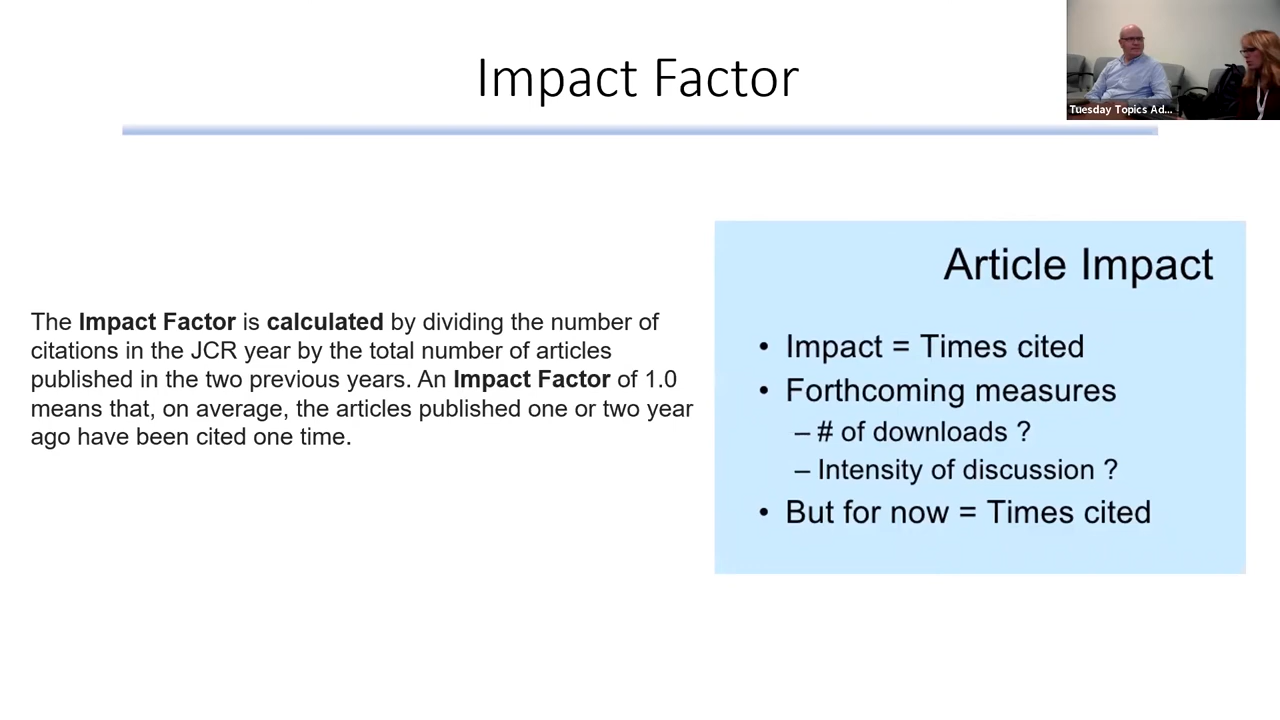 Impact Factor
Tuesday Topics Ad...
The Impact Factor is calculated by dividing the number of
citations in the JCR year by the total number of articles
published in the two previous years. An Impact Factor of 1.0
means that, on average, the articles published one or two year
ago have been cited one time.
Article Impact
• Impact = Times cited
• Forthcoming measures
– # of downloads ?
– Intensity of discussion ?
• But for now = Times cited